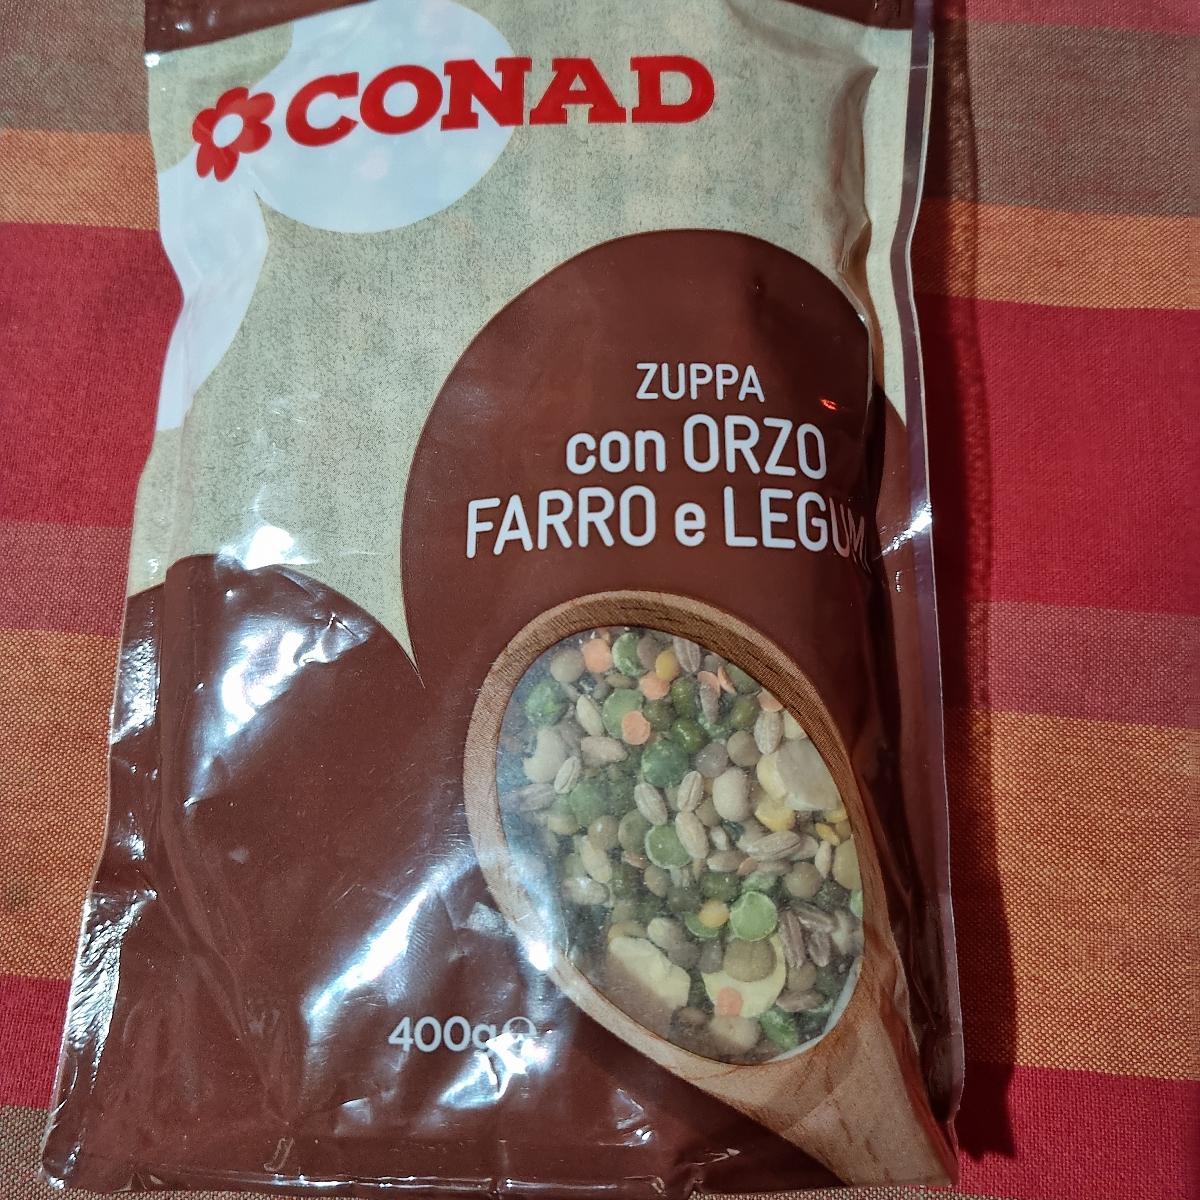 CONAD
ZUPPA
con ORZO
FARRO e LEGUMI
400g ℮